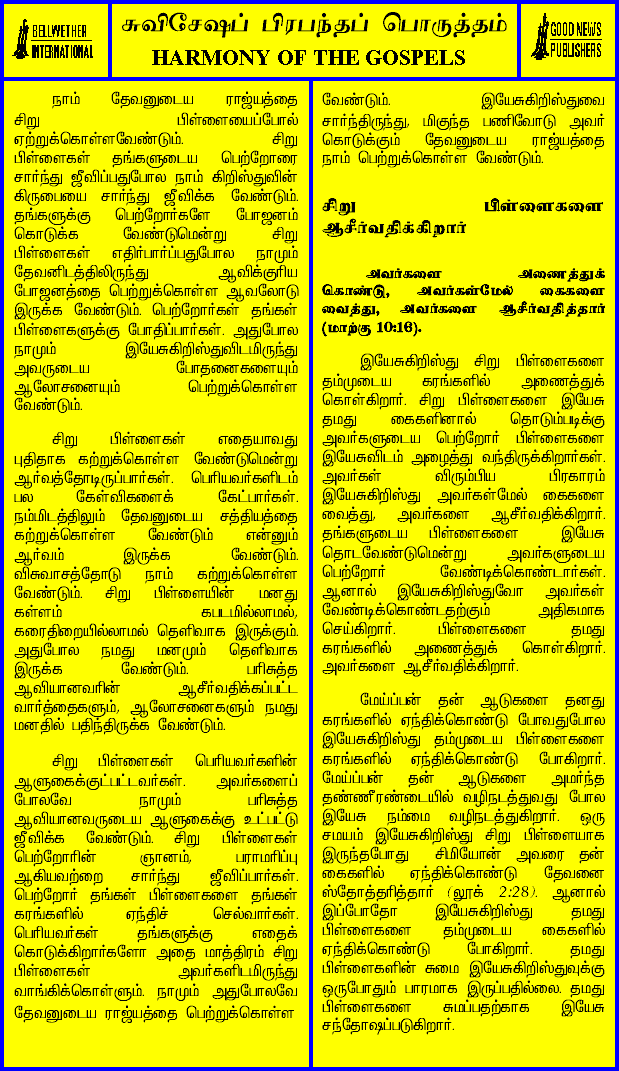 BELLWETHER
INTERNATIONAL
சுவிசேஷப் பிரபந்தப் பொருத்தம்
HARMONY OF THE GOSPELS
GOOD NEWS
PUBLISHERS
நாம் தேவனுடைய ராஜ்யத்தை
சிறு பிள்ளையைப்போல்
ஏற்றுக்கொள்ளவேண்டும். சிறு
பிள்ளைகள் தங்களுடைய பெற்றோரை
சார்ந்து ஜீவிப்பதுபோல நாம் கிறிஸ்துவின்
கிருபையை சார்ந்து ஜீவிக்க வேண்டும்.
தங்களுக்கு பெற்றோர்களே போஜனம்
கொடுக்க வேண்டுமென்று சிறு
பிள்ளைகள் எதிர்பார்ப்பதுபோல நாமும்
தேவனிடத்திலிருந்து ஆவிக்குரிய
போஜனத்தை பெற்றுக்கொள்ள ஆவலோடு
இருக்க வேண்டும். பெற்றோர்கள் தங்கள்
பிள்ளைகளுக்கு போதிப்பார்கள். அதுபோல
நாமும் இயேசுகிறிஸ்துவிடமிருந்து
அவருடைய போதனைகளையும்
ஆலோசனையும் பெற்றுக்கொள்ள
வேண்டும்.
சிறு பிள்ளைகள் எதையாவது
புதிதாக கற்றுக்கொள்ள வேண்டுமென்று
ஆர்வத்தோடிருப்பார்கள். பெரியவர்களிடம்
பல கேள்விகளைக் கேட்பார்கள்.
நம்மிடத்திலும் தேவனுடைய சத்தியத்தை
கற்றுக்கொள்ள வேண்டும் என்னும்
ஆர்வம் இருக்க வேண்டும்.
விசுவாசத்தோடு நாம் கற்றுக்கொள்ள
வேண்டும். சிறு பிள்ளையின் மனது
கள்ளம் கபடமில்லாமல்,
கரைதிறையில்லாமல் தெளிவாக இருக்கும்.
அதுபோல நமது மனமும் தெளிவாக
இருக்க வேண்டும். பரிசுத்த
ஆவியானவரின் ஆசீர்வதிக்கப்பட்ட
வார்த்தைகளும், ஆலோசனைகளும் நமது
மனதில் பதிந்திருக்க வேண்டும்.
சிறு பிள்ளைகள் பெரியவர்களின்
ஆளுகைக்குட்பட்டவர்கள். அவர்களைப்
போலவே நாமும் பரிசுத்த
ஆவியானவருடைய ஆளுகைக்கு உட்பட்டு
ஜீவிக்க வேண்டும். சிறு பிள்ளைகள்
பெற்றோரின் ஞானம், பராமரிப்பு
ஆகியவற்றை சார்ந்து ஜீவிப்பார்கள்.
பெற்றோர் தங்கள் பிள்ளைகளை தங்கள்
கரங்களில் ஏந்திச் செல்வார்கள்.
பெரியவர்கள் தங்களுக்கு எதைக்
கொடுக்கிறார்களோ அதை மாத்திரம் சிறு
பிள்ளைகள் அவர்களிடமிருந்து
வாங்கிக்கொள்ளும். நாமும் அதுபோலவே
தேவனுடைய ராஜ்யத்தை பெற்றுக்கொள்ள
வேண்டும். இயேசுகிறிஸ்துவை
சார்ந்திருந்து, மிகுந்த பணிவோடு அவர்
கொடுக்கும் தேவனுடைய ராஜ்யத்தை
நாம் பெற்றுக்கொள்ள வேண்டும்.
சிறு பிள்ளைகளை
ஆசீர்வதிக்கிறார்
அவர்களை அணைத்துக்
கொண்டு, அவர்கள்மேல் கைகளை
வைத்து, அவர்களை ஆசீர்வதித்தார்
(மாற்கு 10:16).
இயேசுகிறிஸ்து சிறு பிள்ளைகளை
தம்முடைய கரங்களில் அணைத்துக்
கொள்கிறார். சிறு பிள்ளைகளை இயேசு
தமது கைகளினால் தொடும்படிக்கு
அவர்களுடைய பெற்றோர் பிள்ளைகளை
இயேசுவிடம் அழைத்து வந்திருக்கிறார்கள்.
அவர்கள் விரும்பிய பிரகாரம்
இயேசுகிறிஸ்து அவர்கள்மேல் கைகளை
வைத்து, அவர்களை ஆசீர்வதிக்கிறார்.
தங்களுடைய பிள்ளைகளை இயேசு
தொடவேண்டுமென்று அவர்களுடைய
பெற்றோர் வேண்டிக்கொண்டார்கள்.
ஆனால் இயேசுகிறிஸ்துவோ அவர்கள்
வேண்டிக்கொண்டதற்கும் அதிகமாக
செய்கிறார். பிள்ளைகளை தமது
கரங்களில் அணைத்துக் கொள்கிறார்.
அவர்களை ஆசீர்வதிக்கிறார்.
மேய்ப்பன் தன் ஆடுகளை தனது
கரங்களில் ஏந்திக்கொண்டு போவதுபோல
இயேசுகிறிஸ்து தம்முடைய பிள்ளைகளை
கரங்களில் ஏந்திக்கொண்டு போகிறார்.
மேய்ப்பன் தன் ஆடுகளை அமர்ந்த
தண்ணீரண்டையில் வழிநடத்துவது போல
இயேசு நம்மை வழிநடத்துகிறார். ஒரு
சமயம் இயேசுகிறிஸ்து சிறு பிள்ளையாக
இருந்தபோது சிமியோன் அவரை தன்
கைகளில் ஏந்திக்கொண்டு தேவனை
ஸ்தோத்தரித்தார் (லூக் 2:28). ஆனால்
இப்போதோ இயேசுகிறிஸ்து தமது
பிள்ளைகளை தம்முடைய கைகளில்
ஏந்திக்கொண்டு போகிறார். தமது
பிள்ளைகளின் சுமை இயேசுகிறிஸ்துவுக்கு
ஒருபோதும் பாரமாக இருப்பதில்லை. தமது
பிள்ளைகளை சுமப்பதற்காக இயேசு
சந்தோஷப்படுகிறார்.